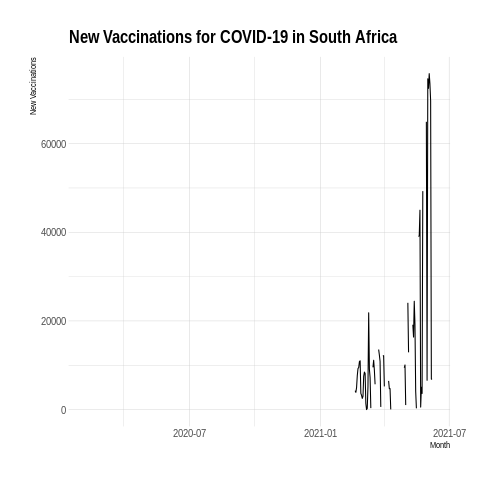 New Vaccinations for COVID-19 in South Africa
New Vaccinations
60000
40000
20000
0
2020-07
2021-01
2021-07
Month